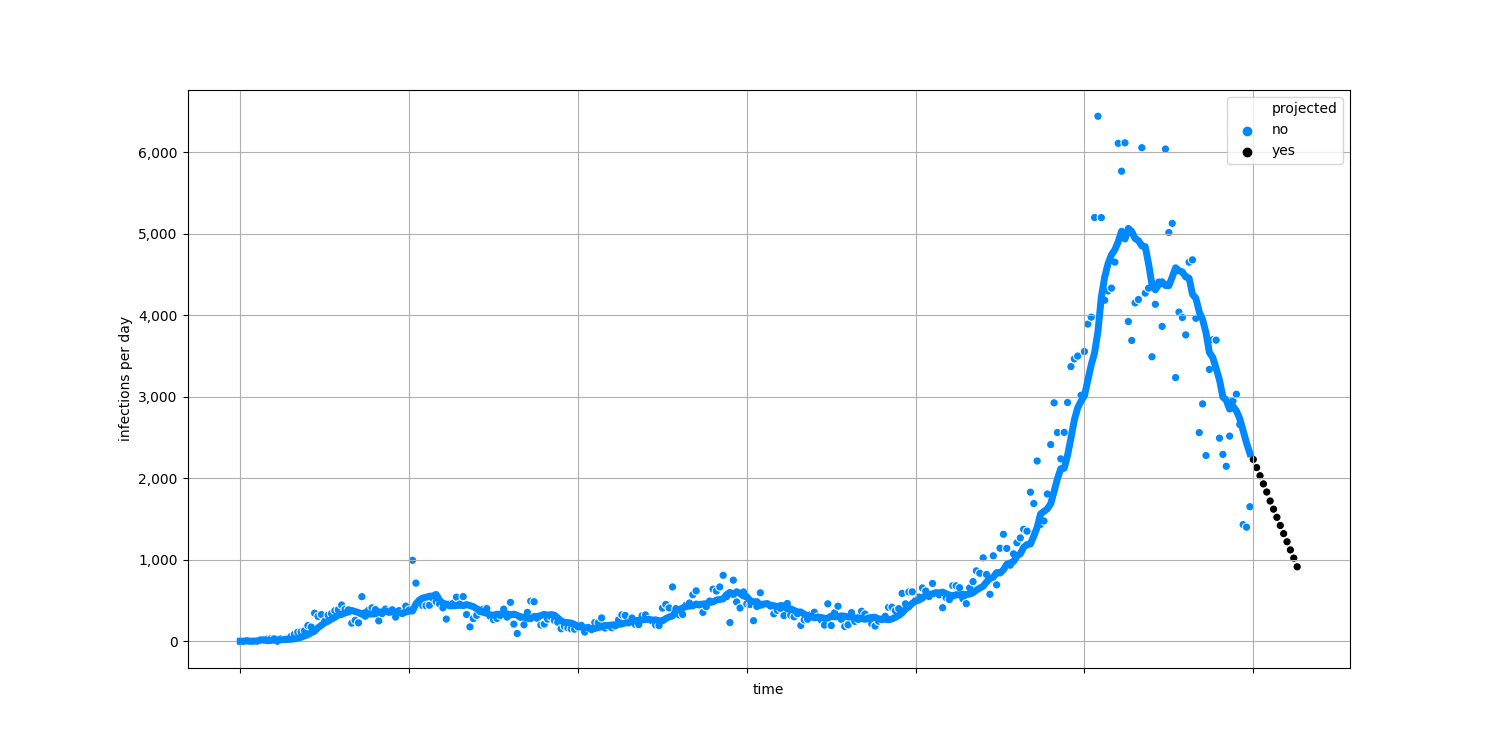 projected
no
yes
6,000
5,000
4,000
3,000
2,000
1,000
0
infections per day
time